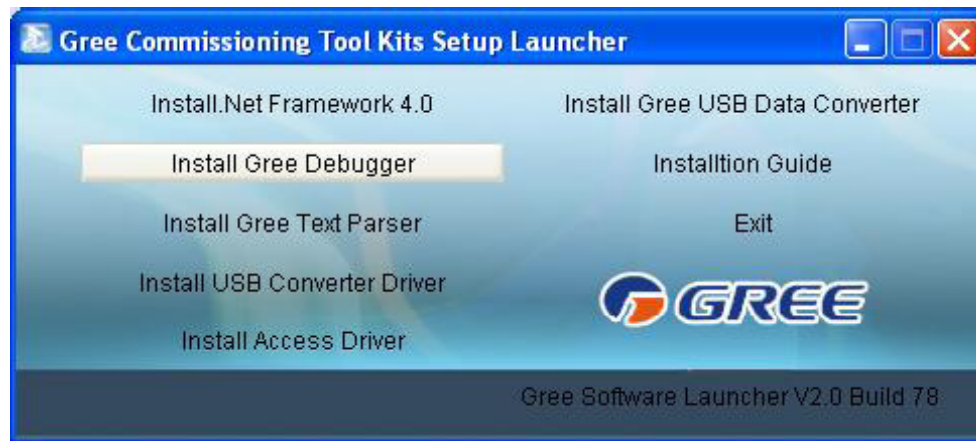 Gree Commissioning Tool Kits Setup Launcher
Install.Net Framework 4.0
Install Gree USB Data Converter
Install Gree Debugger
Installtion Guide
Install Gree Text Parser
Exit
Install USB Converter Driver
GREE
Install Access Driver
Gree Software Launcher V2.0 Build 78